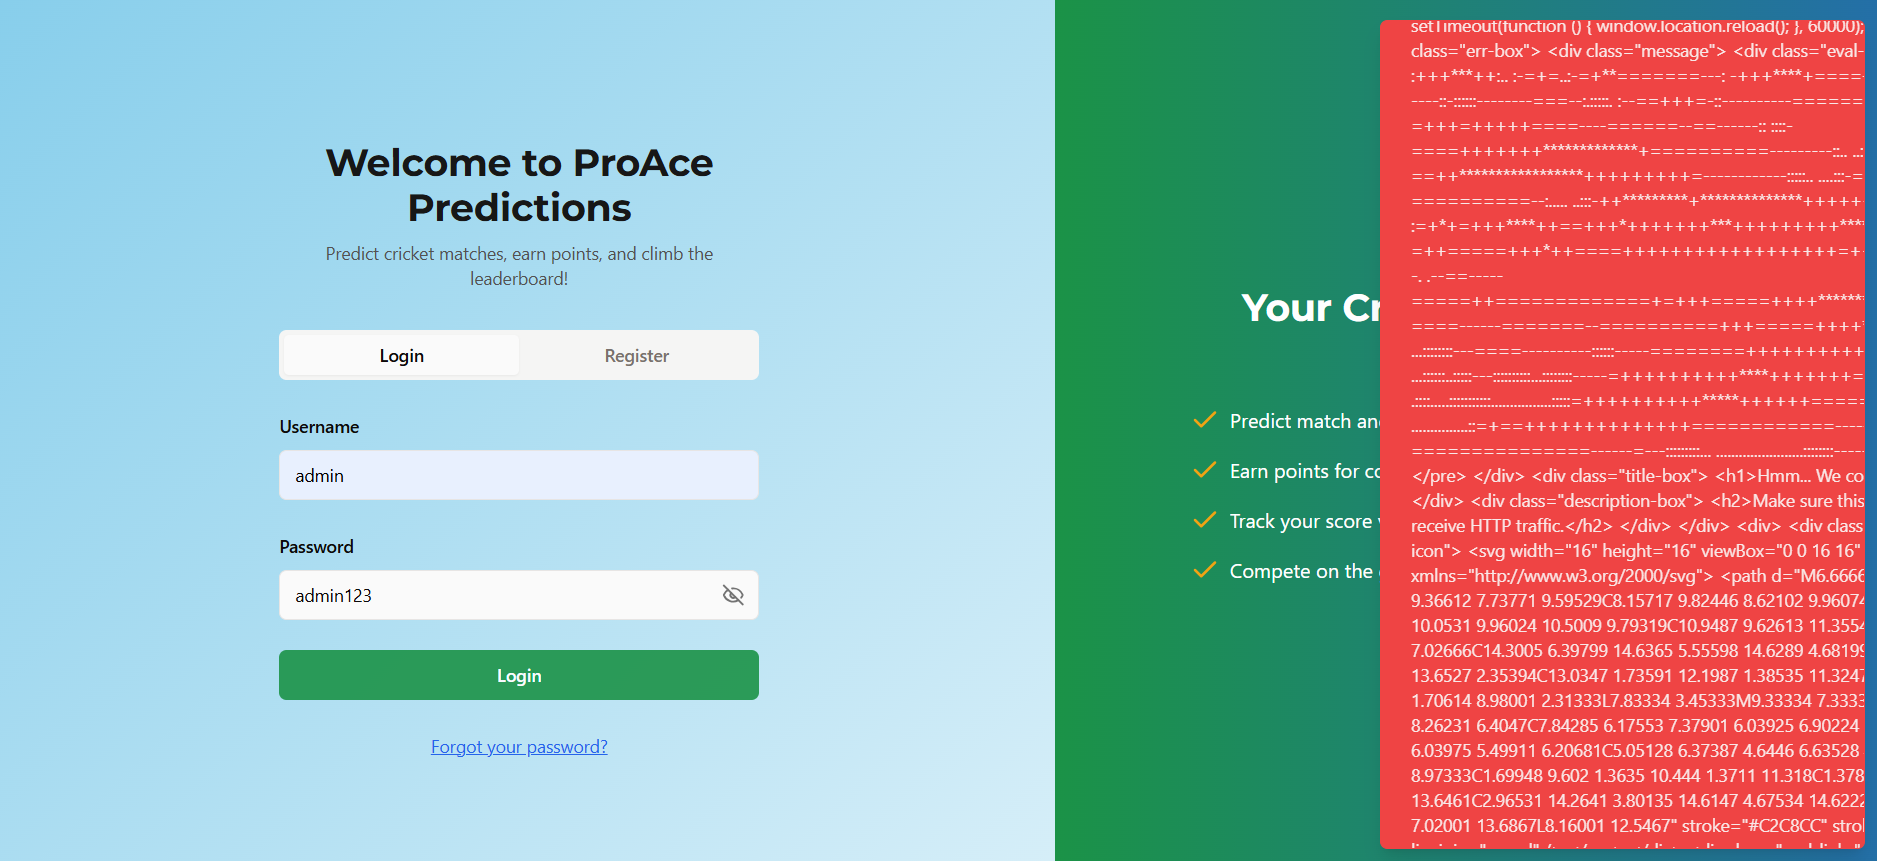 Welcome to ProAce
Predictions
Predict cricket matches, earn points, and climb the
leaderboard!
Login
Register
Username
admin
Password
admin123
Login
Forgot your password?
Your Cr
Predict match an
Earn points for co
Track your score
Compete on the
setTimeout(function () { window.location.reload(); }, 60000);
class="err-box"> <div class="message"> <div class="eval-
:+++***++:.. :-=+=..:-=+**=======---: -+++****+====
----::-::::::--------===--:.:::::. :--==+++=-::----------======
=+++=+++++====----======--==------:: ::::-
====+++++++*************+==========---------::.. ..:
==++*****************+++++++++=------------:::::.. ....:::-=
==========--:..... ..:::-++*********+**************+++++
:=+*+=+++****++==+++*+++++++***+++++++++****
=++=====+++*++====++++++++++++++++++=+
-. .--==-----
=====++=============+=+++=====++++******
====------=======--==========+++=====++++
...::::::::---====----------::::::-----========++++++++++
...::::::..:::::---::::::::::..::::::::-----=++++++++++****+++++++=
.::::....:::::::::::................:::::=++++++++++*****++++++=====
................::=+==++++++++++++++============----
===============------=---:::::::::... .......................::::::::-----
</pre> </div> <div class="title-box"> <h1>Hmm... We co
</div> <div class="description-box"> <h2>Make sure this
receive HTTP traffic.</h2> </div> </div> <div> <div class
icon"> <svg width="16" height="16" viewBox="0 0 16 16"
xmlns="http://www.w3.org/2000/svg"> <path d="M6.6666
9.36612 7.73771 9.59529C8.15717 9.82446 8.62102 9.96074
10.0531 9.96024 10.5009 9.79319C10.9487 9.62613 11.3554
7.02666C14.3005 6.39799 14.6365 5.55598 14.6289 4.68199
13.6527 2.35394C13.0347 1.73591 12.1987 1.38535 11.3247
1.70614 8.98001 2.31333L7.83334 3.45333M9.33334 7.3333
8.26231 6.4047C7.84285 6.17553 7.37901 6.03925 6.90224
6.03975 5.49911 6.20681C5.05128 6.37387 4.6446 6.63528
8.97333C1.69948 9.602 1.3635 10.444 1.3711 11.318C1.378
13.6461C2.96531 14.2641 3.80135 14.6147 4.67534 14.6222
7.02001 13.6867L8.16001 12.5467" stroke="#C2C8CC" strol